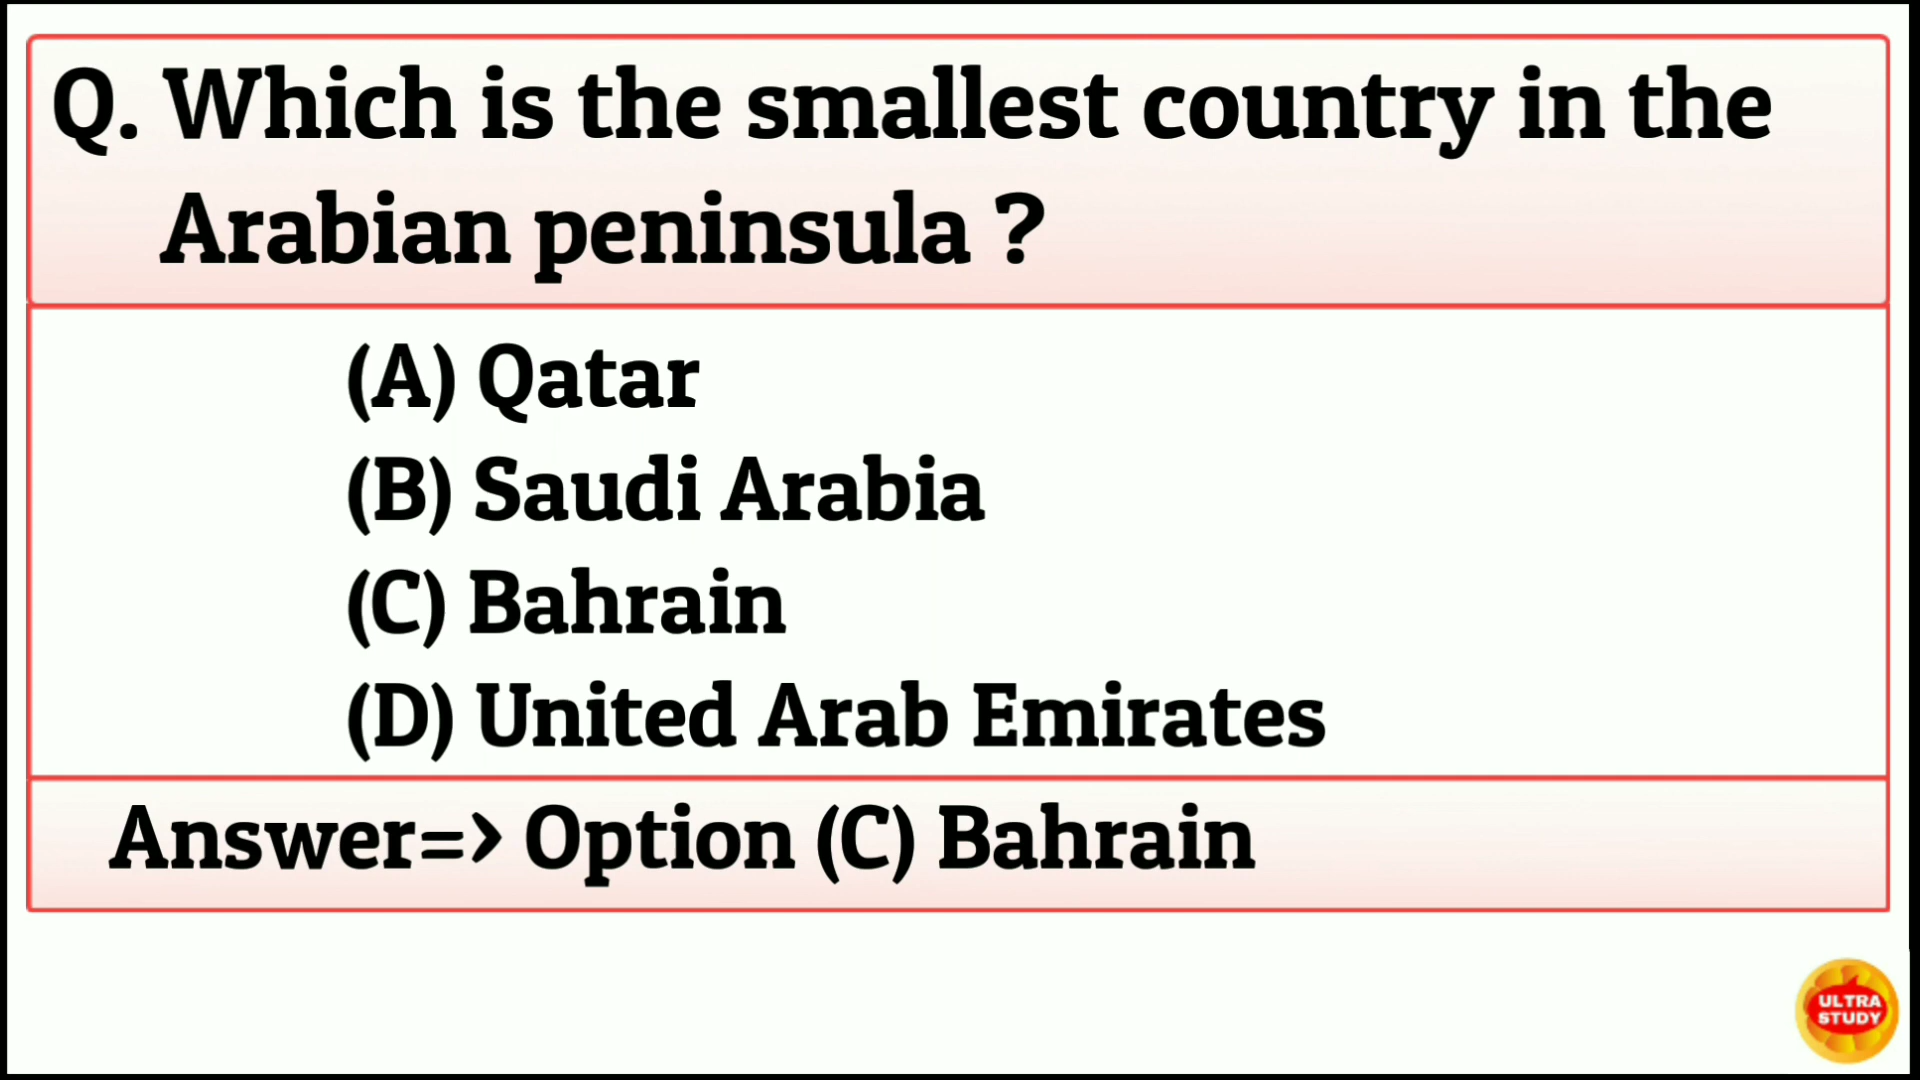 Q. Which is the smallest country in the
Arabian peninsula ?
(A) Qatar
(B) Saudi Arabia
(C) Bahrain
(D) United Arab Emirates
Answer=> Option (C) Bahrain
ULTRA
STUDY